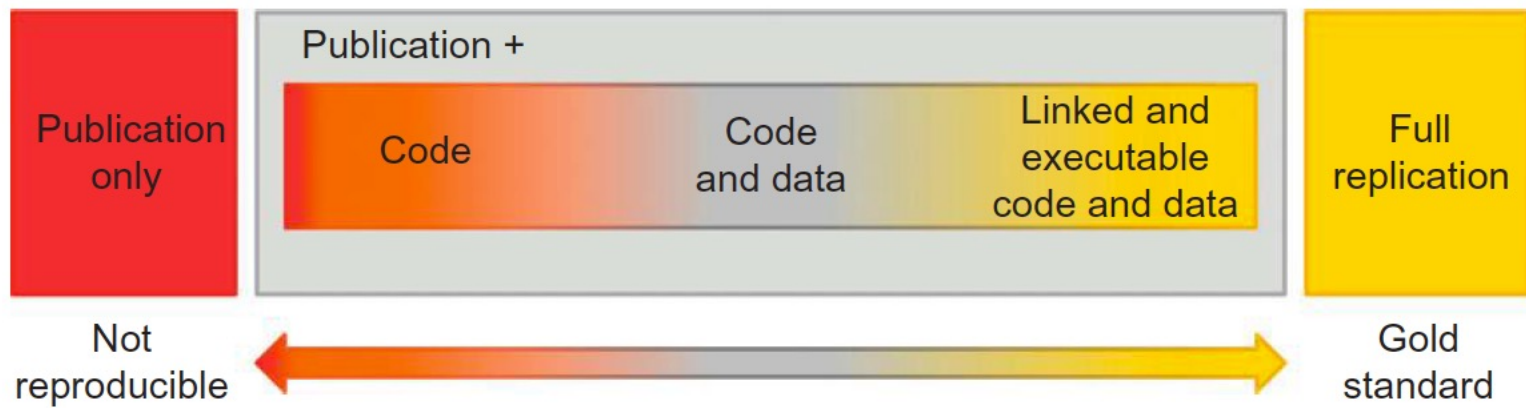 Publication
only
Publication +
Code
Code
and data
Linked and
executable
code and data
Full
replication
Not
reproducible
Gold
standard